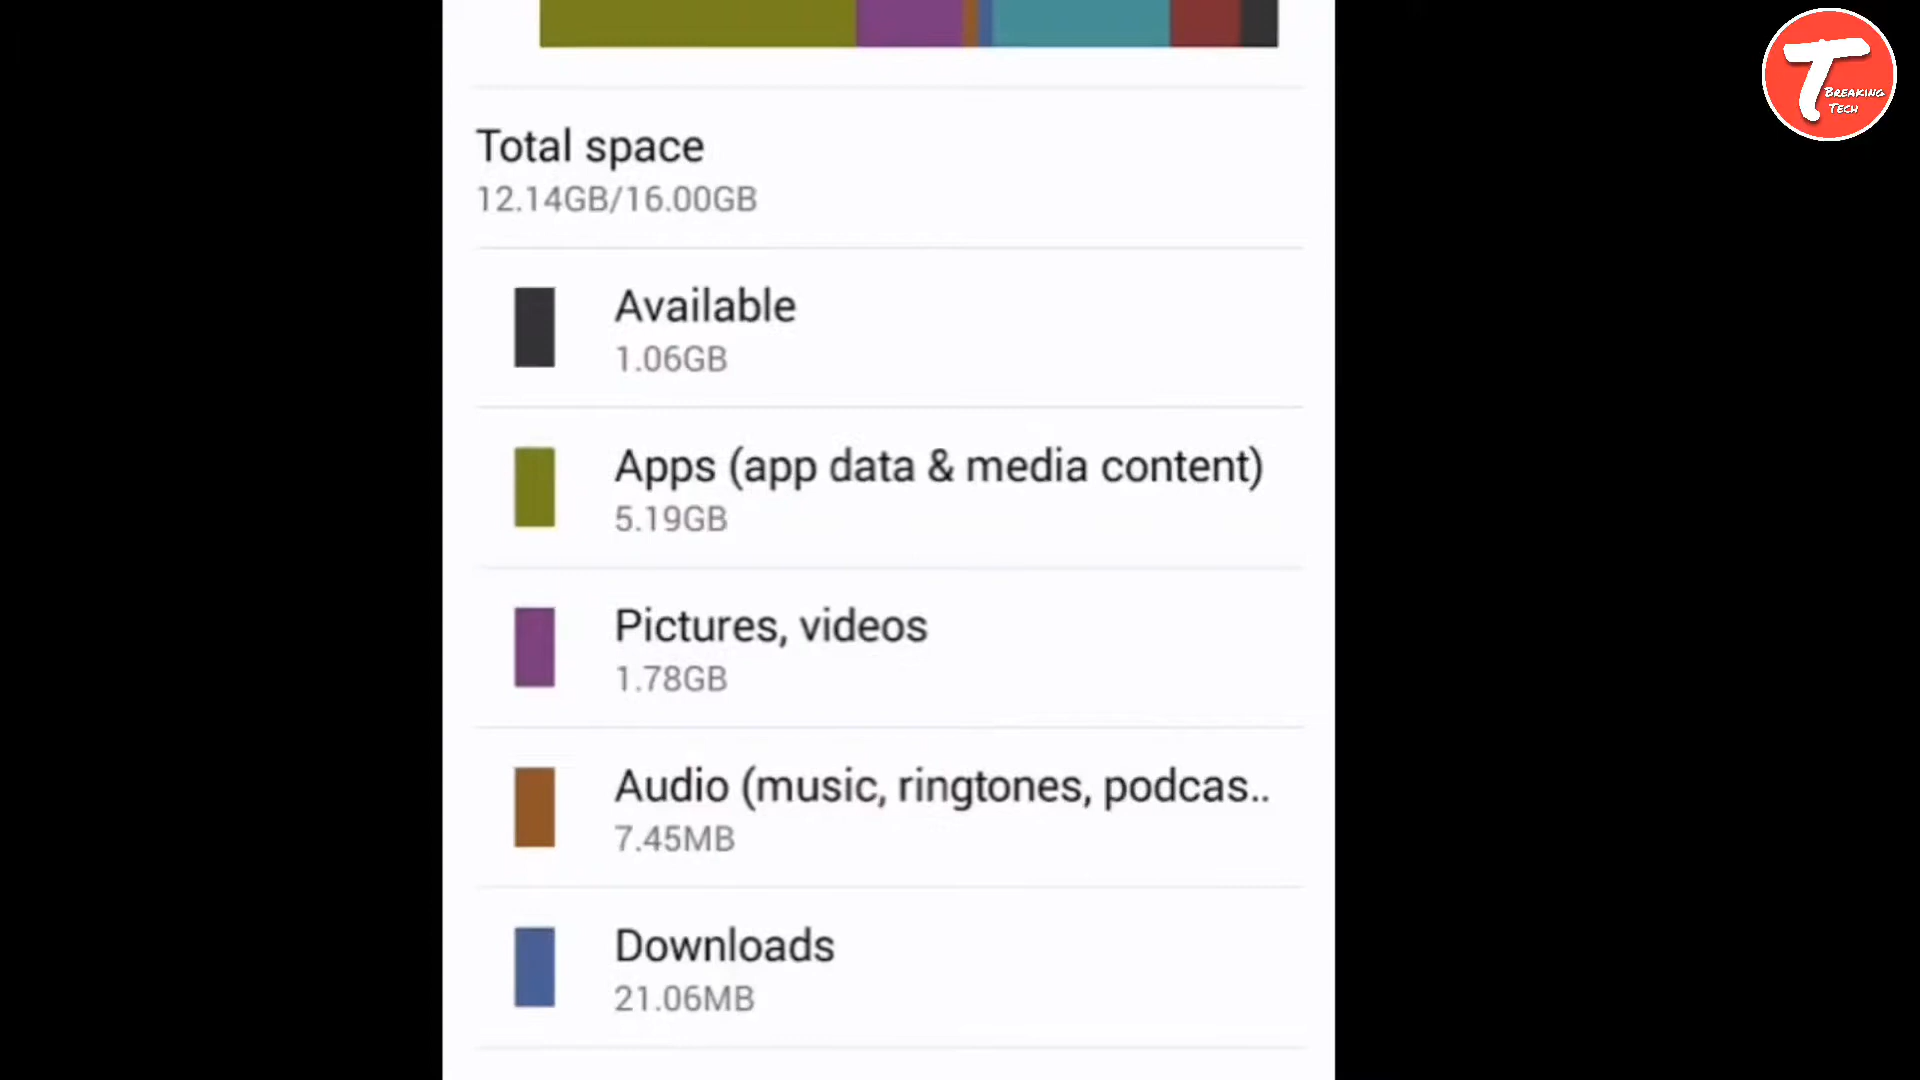 T
BREAKING
TECH
Total space
12.14GB/16.00GB
Available
1.06GB
Apps (app data & media content)
5.19GB
Pictures, videos
1.78GB
Audio (music, ringtones, podcas..
7.45MB
Downloads
21.06MB